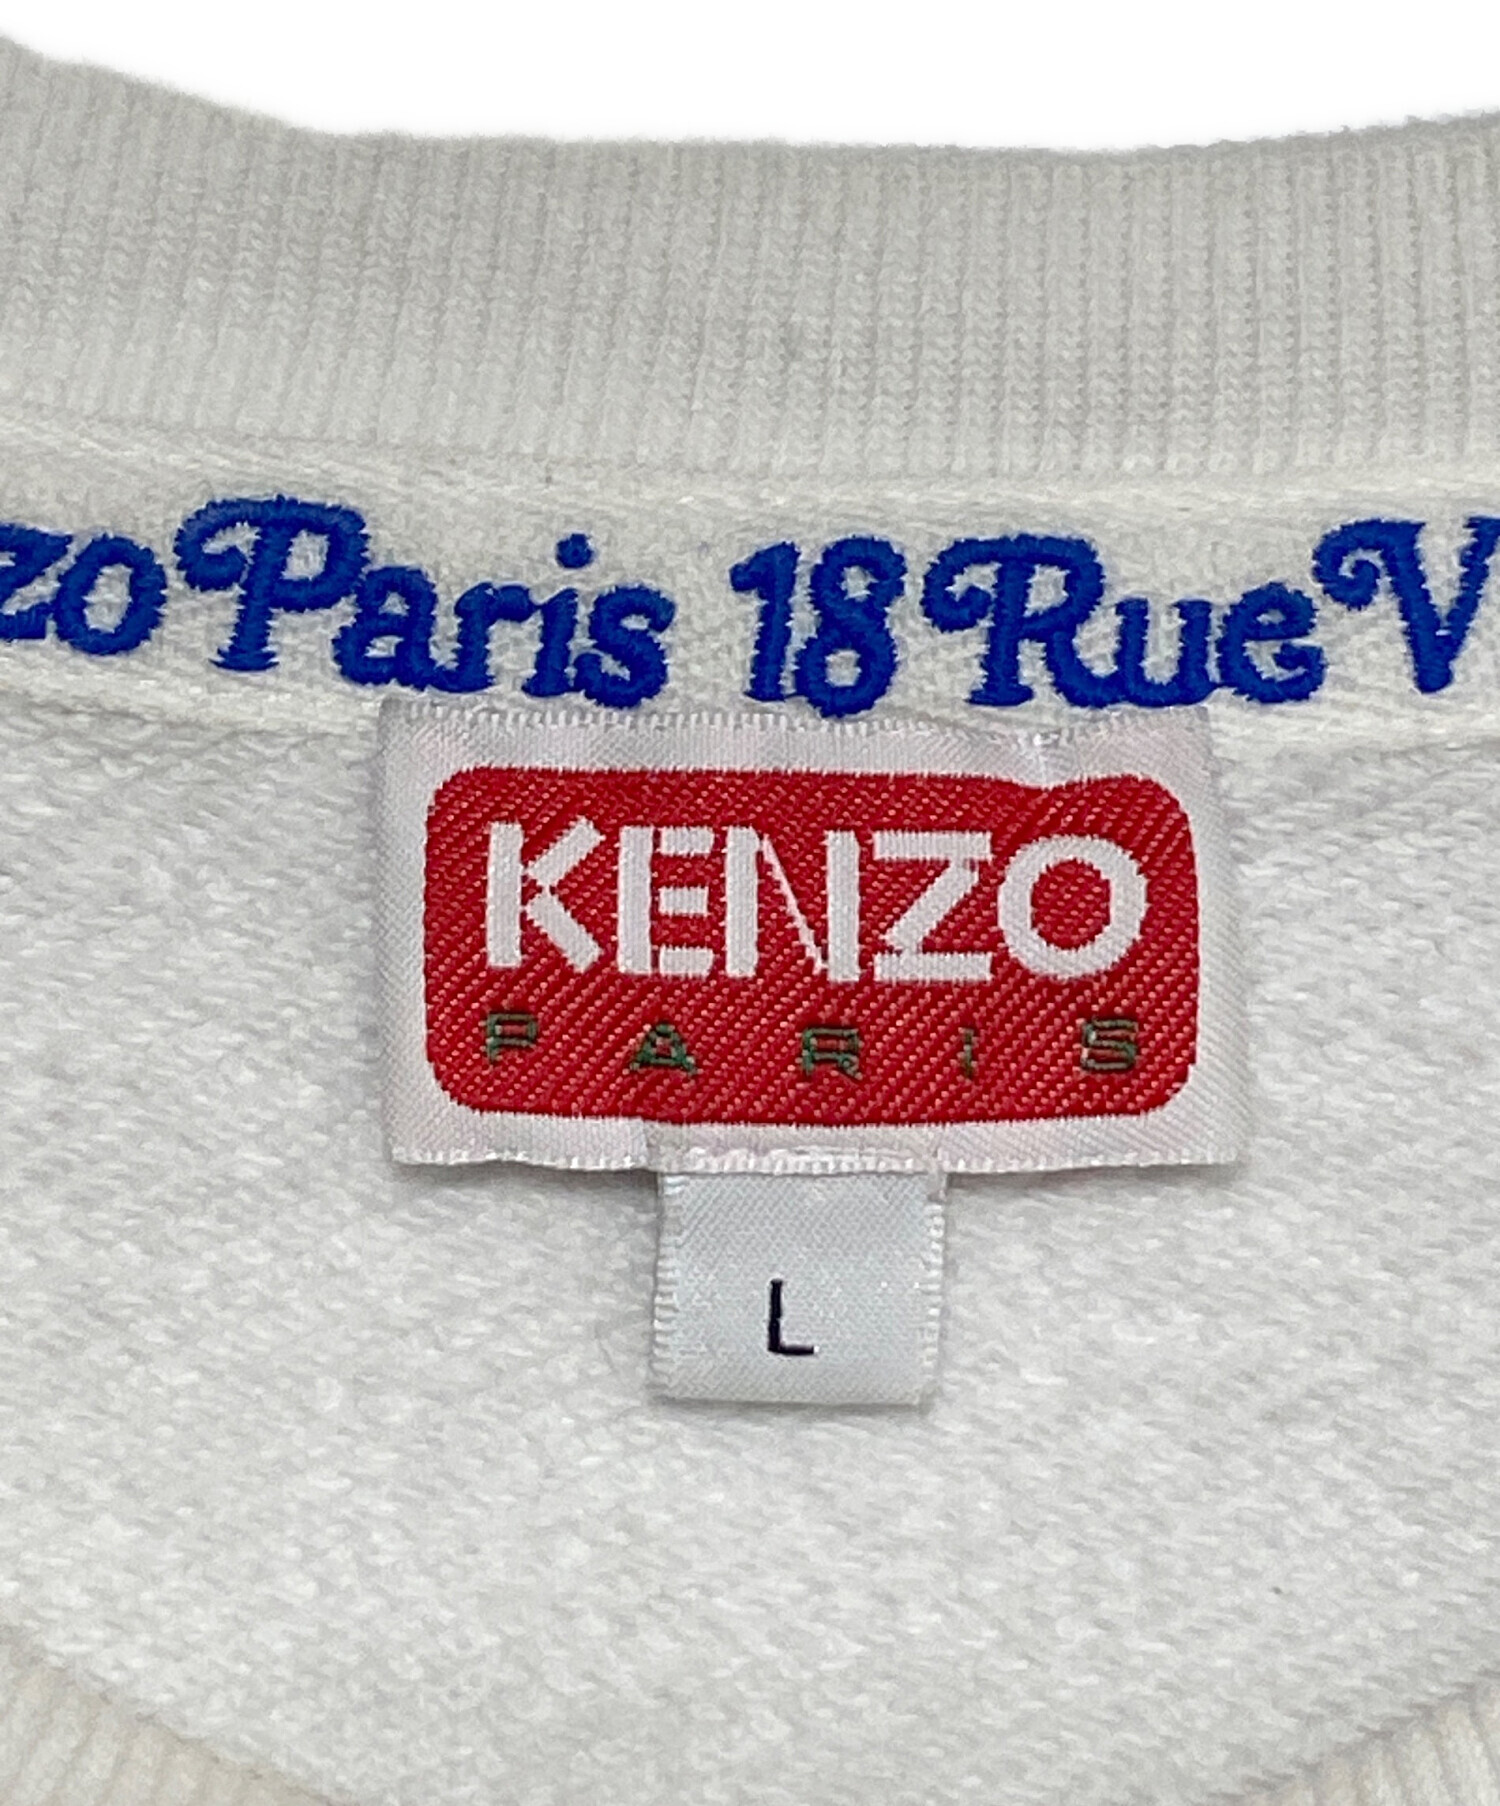 zo Paris 18 Rue V
KENZO
PARIS
L